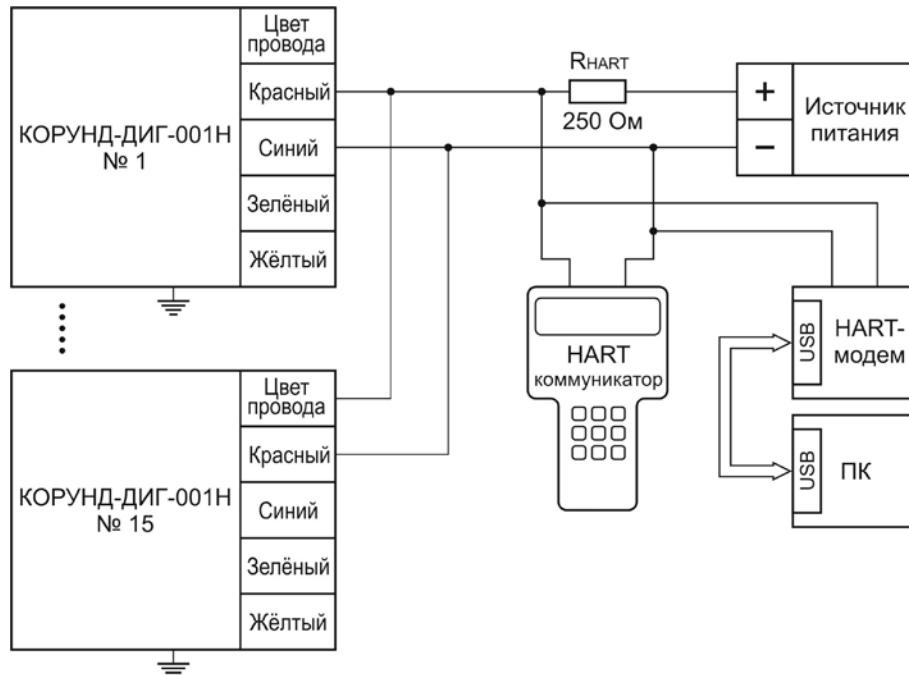 Цвет
провода
Красный
Синий
Зелёный
Жёлтый
КОРУНД-ДИГ-001Н
№ 1
RHART
250 Ом
+
−
Источник
питания
HART
коммуникатор
USB
HART-
модем
USB
ПК
Цвет
провода
Красный
Синий
Зелёный
Жёлтый
КОРУНД-ДИГ-001Н
№ 15